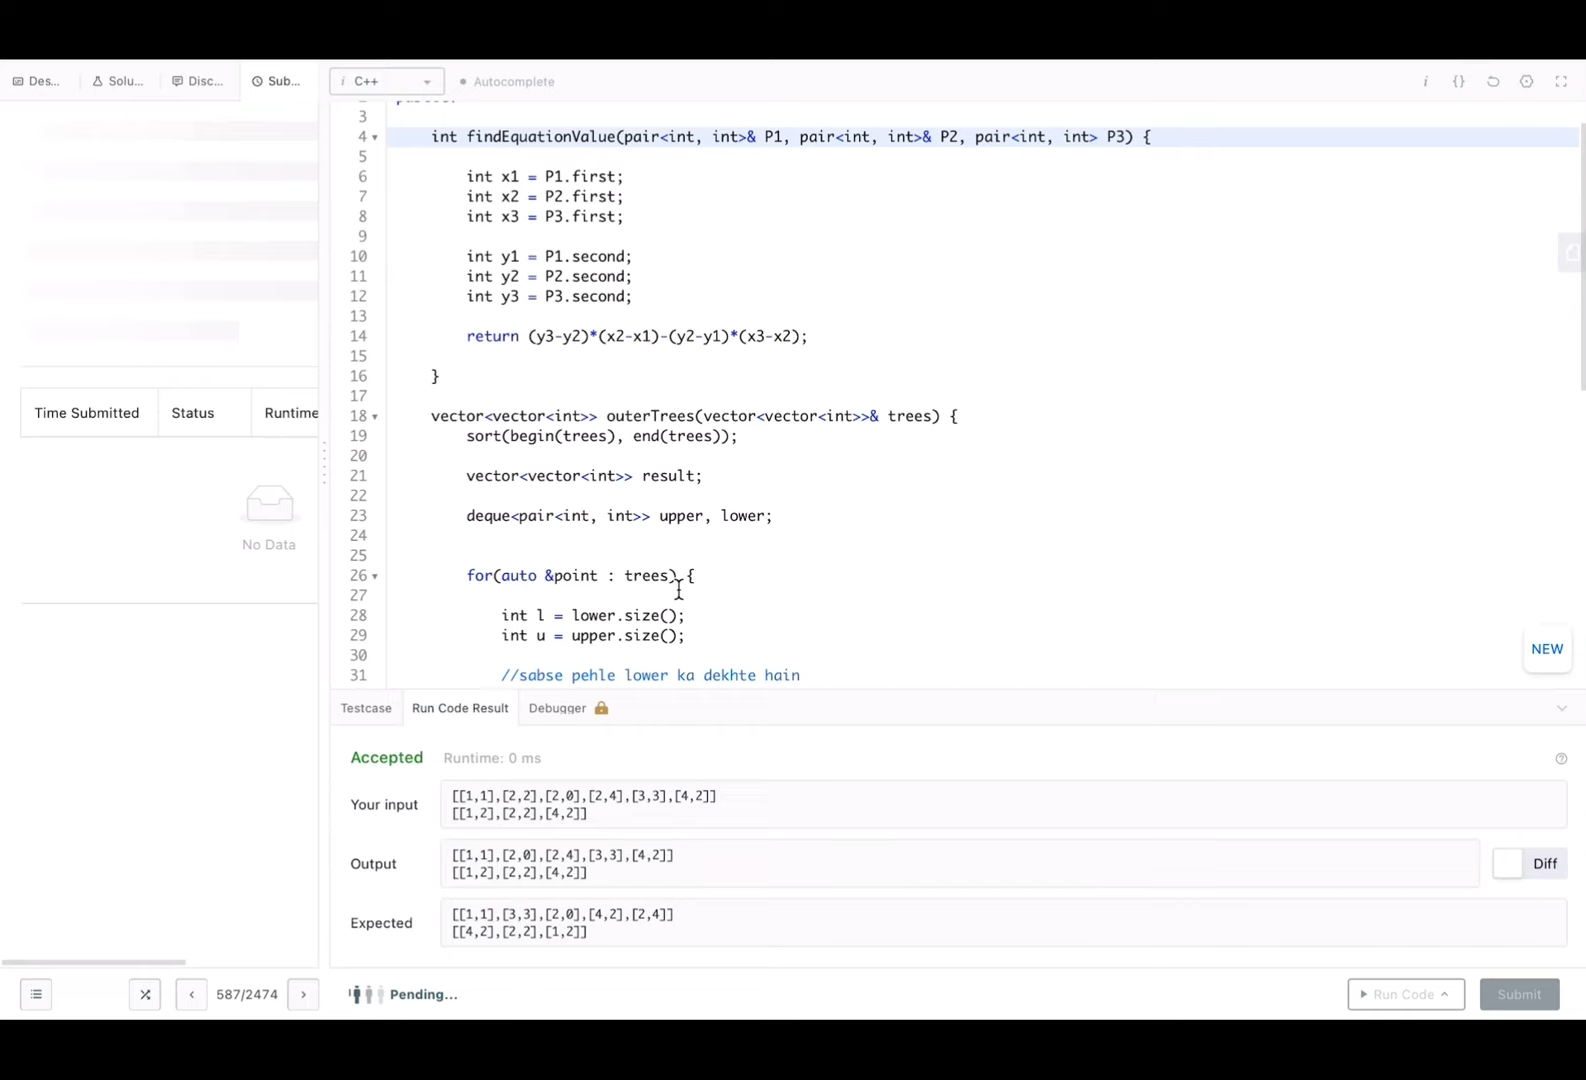 Des...
Solu...
Disc...
Sub...
i C++
Autocomplete
3
4 int findEquationValue(pair<int, int>& P1, pair<int, int>& P2, pair<int, int> P3) {
5
6 int x1 = P1.first;
7 int x2 = P2.first;
8 int x3 = P3.first;
9
10 int y1 = P1.second;
11 int y2 = P2.second;
12 int y3 = P3.second;
13
14 return (y3-y2)*(x2-x1)-(y2-y1)*(x3-x2);
15
16 }
17
18 vector<vector<int>> outerTrees(vector<vector<int>>& trees) {
19 sort(begin(trees), end(trees));
20
21 vector<vector<int>> result;
22
23 deque<pair<int, int>> upper, lower;
24
25
26 for(auto &point : trees) {
27
28 int l = lower.size();
29 int u = upper.size();
30
31 //sabse pehle lower ka dekhte hain
Time Submitted Status Runtime
No Data
NEW
Testcase Run Code Result Debugger
Accepted Runtime: 0 ms
Your input
[[1,1],[2,2],[2,0],[2,4],[3,3],[4,2]]
[[1,2],[2,2],[4,2]]
Output
[[1,1],[2,0],[2,4],[3,3],[4,2]]
[[1,2],[2,2],[4,2]]
Diff
Expected
[[1,1],[3,3],[2,0],[4,2],[2,4]]
[[4,2],[2,2],[1,2]]
587/2474
Pending...
Run Code
Submit